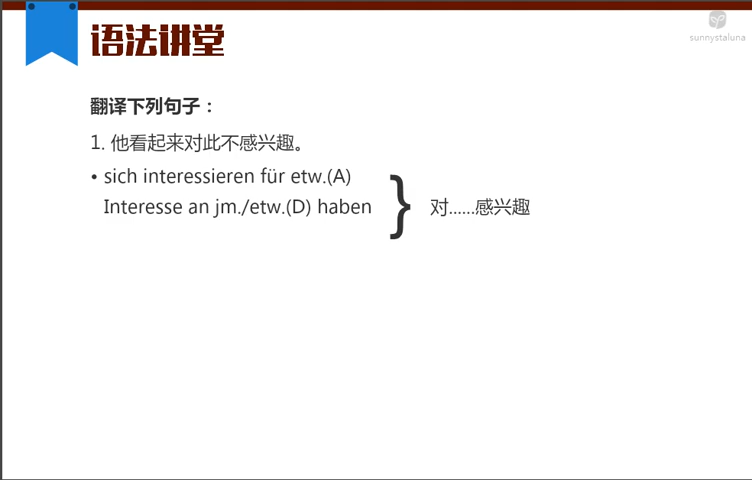 sunnystaluna
语法讲堂
翻译下列句子：
1. 他看起来对此不感兴趣。
• sich interessieren für etw.(A)
Interesse an jm./etw.(D) haben
} 对......感兴趣